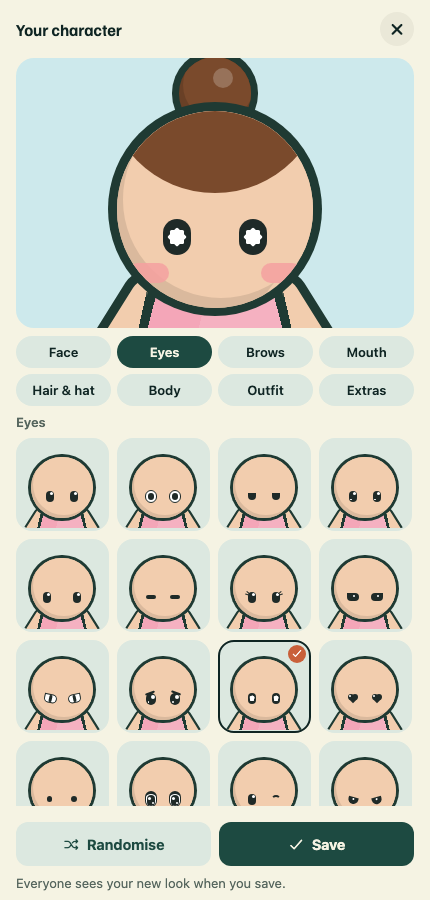 Your character
Face
Eyes
Brows
Mouth
Hair & hat
Body
Outfit
Extras
Eyes
Randomise
Save
Everyone sees your new look when you save.